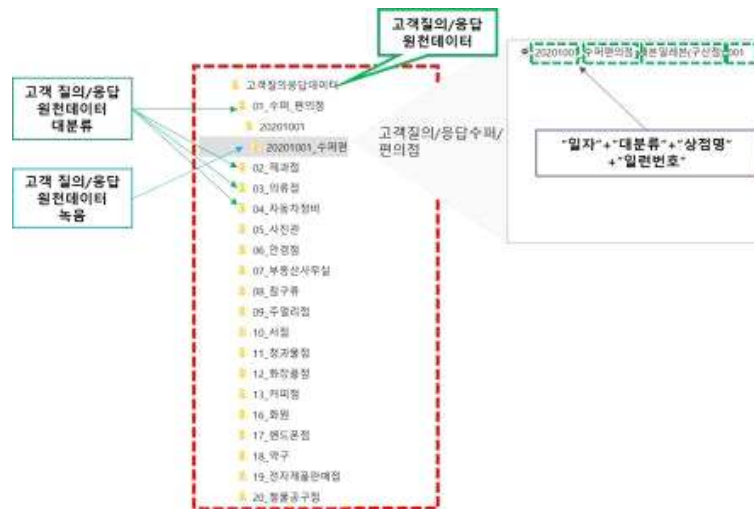 고객질의/응답
원천데이터
고객 질의/응답
원천데이터
대분류
고객 질의/응답
원천데이터
녹음
고객질의응답데이터
01_수퍼_편의점
20201001
20201001_수퍼편
02_제과점
03_의류점
04_자동차정비
05_사진관
06_안경점
07_부동산사무실
08_침구류
09_주얼리점
10_서점
11_청과물점
12_화장품점
13_커피점
16_화원
17_핸드폰점
18_약구
19_전자제품판매점
20_철물공구점
고객질의/응답수퍼/
편의점
수퍼편의점
001
"일자"+"대분류"+"상점명"
+"일련번호"